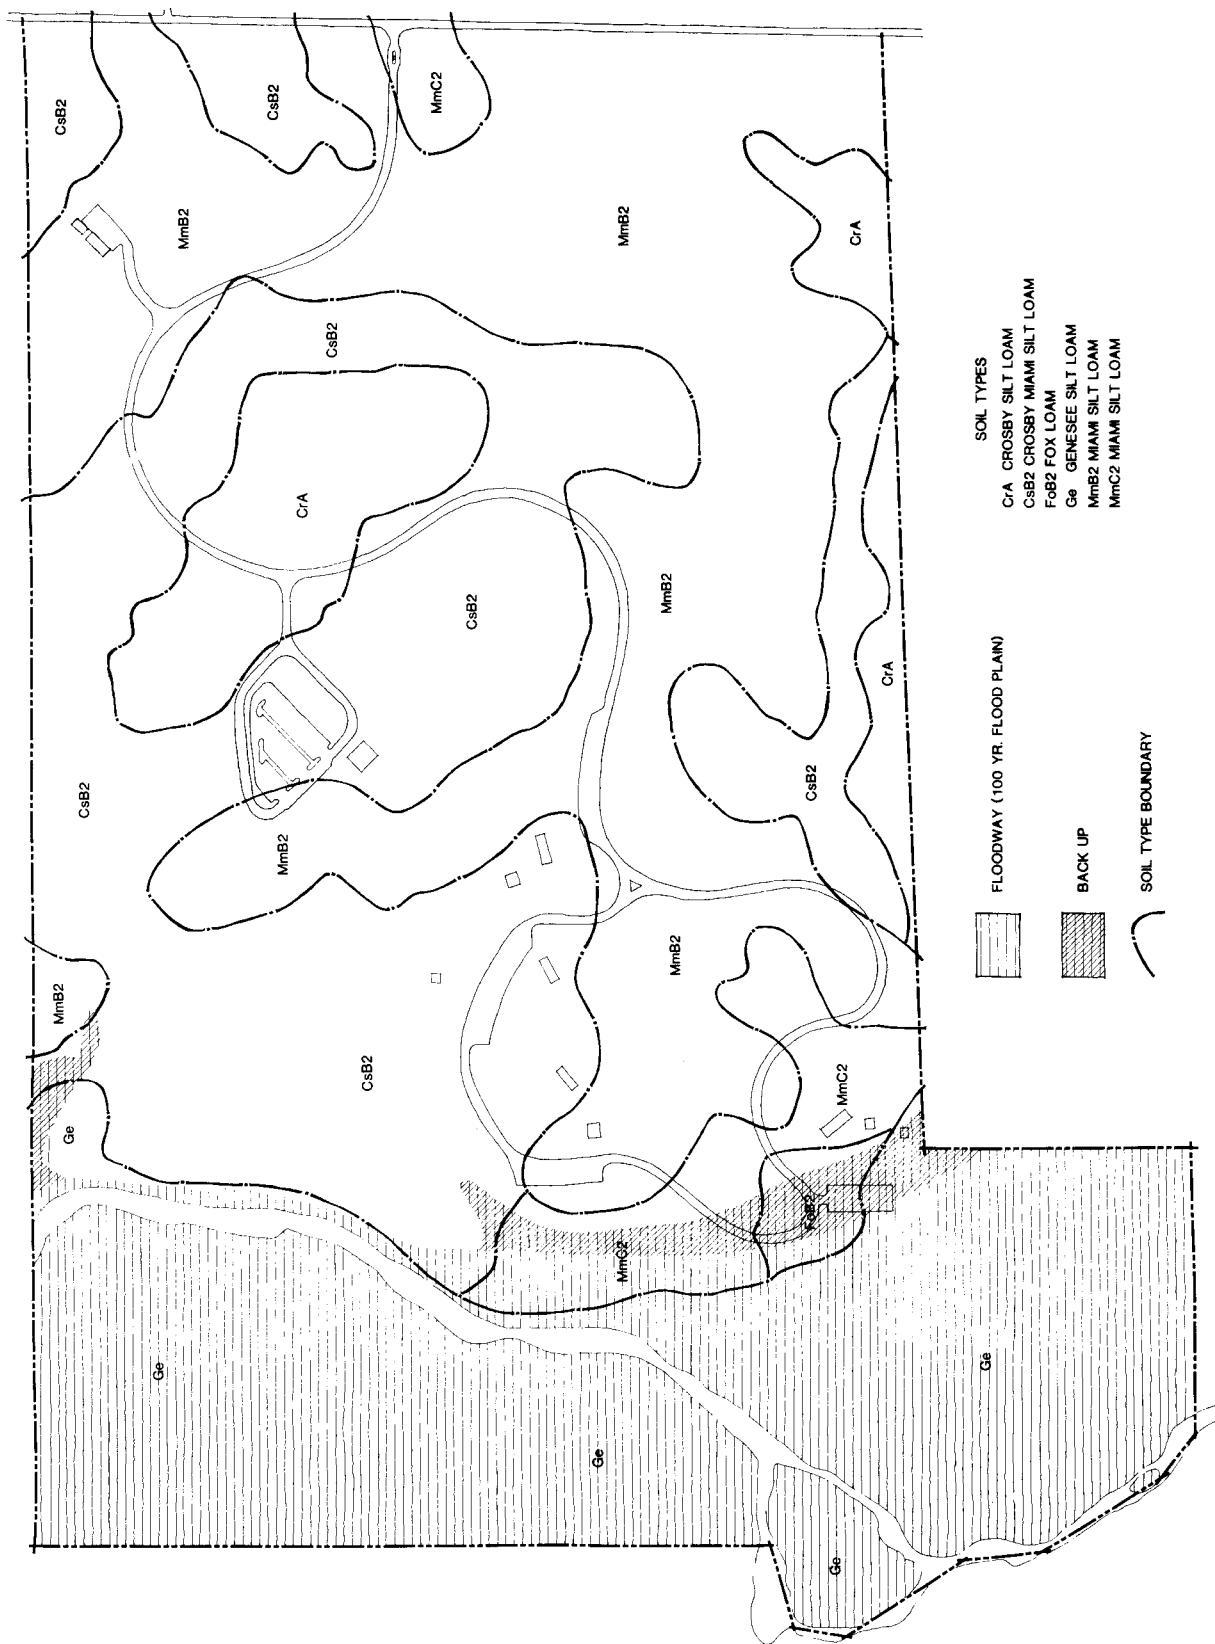 MmB2
CsB2
Ge
CsB2
Ge
MmB2
CsB2
MmB2
CrA
CsB2
CsB2
MmC2
CsB2
Ge
MmC2
MmB2
MmB2
MmB2
FoB2
CsB2
Ge
MmC2
CrA
CrA
Ge
FLOODWAY (100 YR. FLOOD PLAIN)
BACK UP
SOIL TYPE BOUNDARY
SOIL TYPES
CrA CROSBY SILT LOAM
CsB2 CROSBY MIAMI SILT LOAM
FoB2 FOX LOAM
Ge GENESEE SILT LOAM
MmB2 MIAMI SILT LOAM
MmC2 MIAMI SILT LOAM